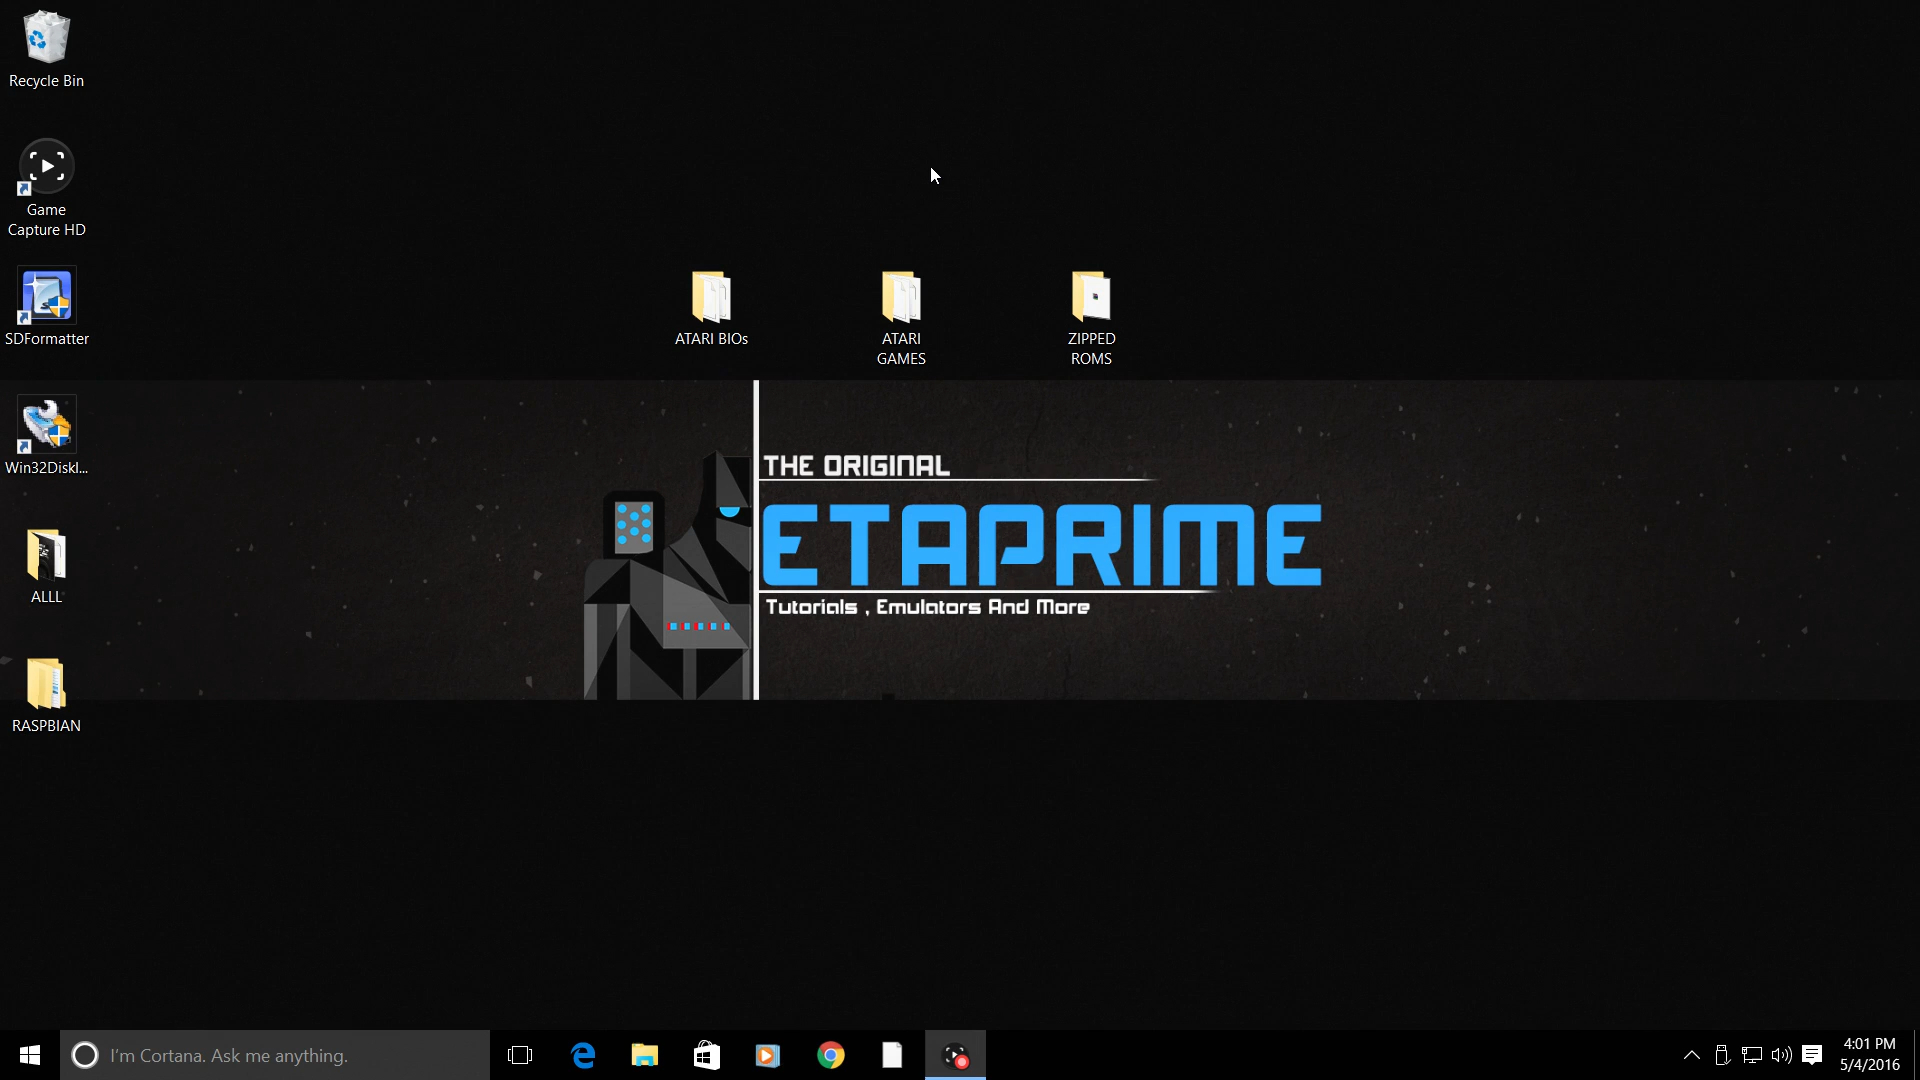 Recycle Bin
Game
Capture HD
SDFormatter
Win32DiskI...
ALLL
RASPBIAN
ATARI BIOs
ATARI
GAMES
ZIPPED
ROMS
THE ORIGINAL
ETAPRIME
Tutorials , Emulators And More
I'm Cortana. Ask me anything.
4:01 PM
5/4/2016